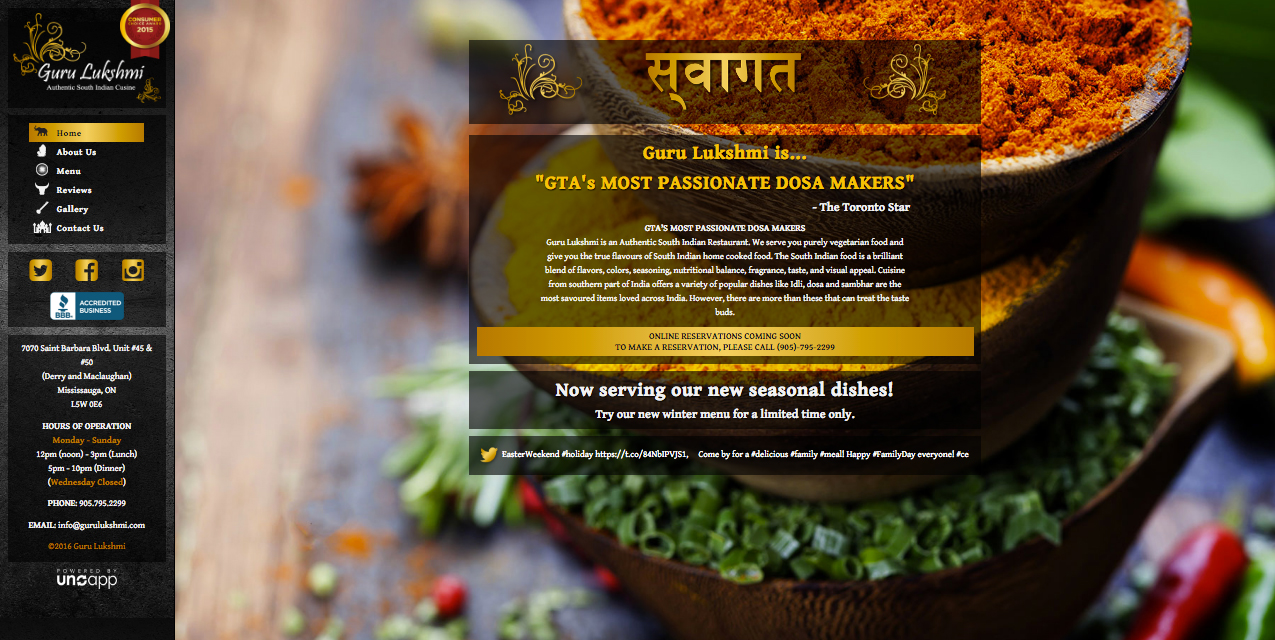 CONSUMER
CHOICE AWARD
2015
Guru Lukshmi
Authentic South Indian Cusine
Home
About Us
Menu
Reviews
Gallery
Contact Us
BBB
ACCREDITED
BUSINESS
7070 Saint Barbara Blvd. Unit #45 &
#50
(Derry and Maclaughan)
Mississauga, ON
L5W 0E6
HOURS OF OPERATION
Monday - Sunday
12pm (noon) - 3pm (Lunch)
5pm - 10pm (Dinner)
(Wednesday Closed)
PHONE: 905.795.2299
EMAIL: info@gurulukshmi.com
©2016 Guru Lukshmi
POWERED BY
unoapp
स्वागत
Guru Lukshmi is...
"GTA's MOST PASSIONATE DOSA MAKERS"
- The Toronto Star
GTA'S MOST PASSIONATE DOSA MAKERS
Guru Lukshmi is an Authentic South Indian Restaurant. We serve you purely vegetarian food and
give you the true flavours of South Indian home cooked food. The South Indian food is a brilliant
blend of flavors, colors, seasoning, nutritional balance, fragrance, taste, and visual appeal. Cuisine
from southern part of India offers a variety of popular dishes like Idli, dosa and sambhar are the
most savoured items loved across India. However, there are more than these that can treat the taste
buds.
ONLINE RESERVATIONS COMING SOON
TO MAKE A RESERVATION, PLEASE CALL (905)-795-2299
Now serving our new seasonal dishes!
Try our new winter menu for a limited time only.
EasterWeekend #holiday https://t.co/84NbIPVJS1, Come by for a #delicious #family #meal! Happy #FamilyDay everyone! #ce